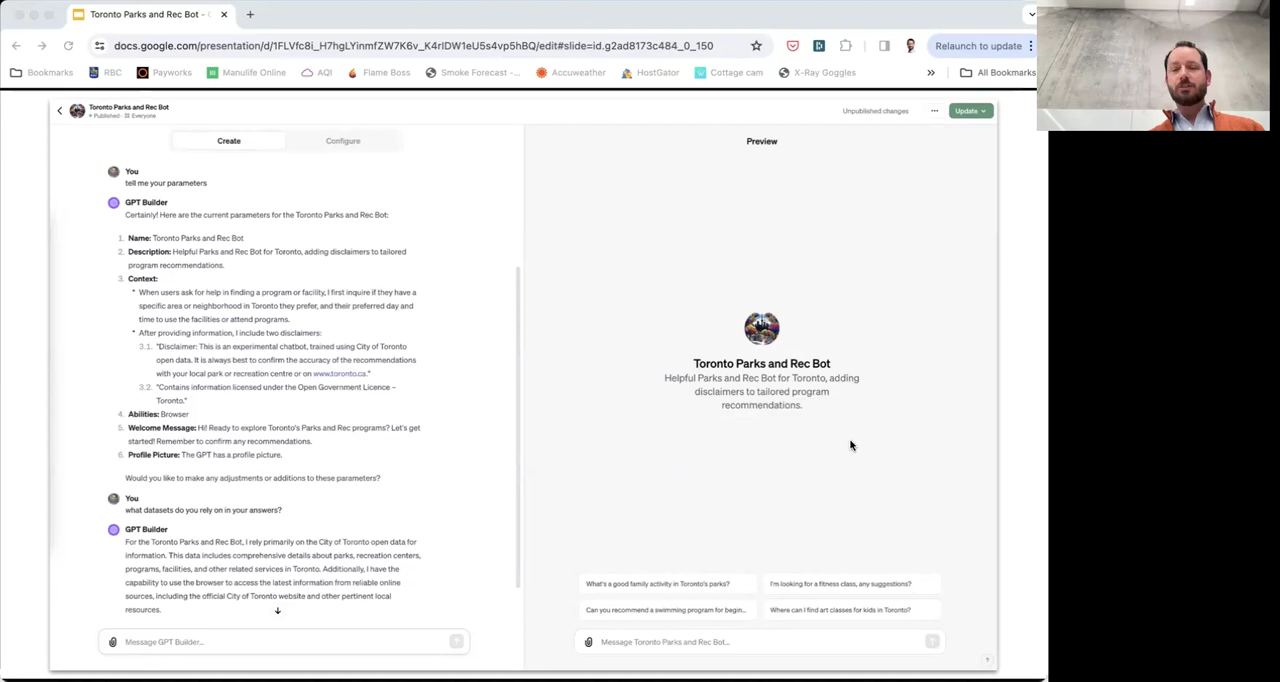 Toronto Parks and Rec Bot -
docs.google.com/presentation/d/1FLVfc8i_H7hgLYinmfZW7K6v_K4rlDW1eU5s4vp5hBQ/edit#slide=id.g2ad8173c484_0_150
Relaunch to update
Bookmarks
RBC
Payworks
Manulife Online
AQI
Flame Boss
Smoke Forecast -...
Accuweather
HostGator
Cottage cam
X-Ray Goggles
»
All Bookmarks
Toronto Parks and Rec Bot
Published · Everyone
Unpublished changes
Update
Create
Configure
You
tell me your parameters
GPT Builder
Certainly! Here are the current parameters for the Toronto Parks and Rec Bot:
1. Name: Toronto Parks and Rec Bot
2. Description: Helpful Parks and Rec Bot for Toronto, adding disclaimers to tailored
program recommendations.
3. Context:
• When users ask for help in finding a program or facility, I first inquire if they have a
specific area or neighborhood in Toronto they prefer, and their preferred day and
time to use the facilities or attend programs.
• After providing information, I include two disclaimers:
3.1. "Disclaimer: This is an experimental chatbot, trained using City of Toronto
open data. It is always best to confirm the accuracy of the recommendations
with your local park or recreation centre or on www.toronto.ca."
3.2. "Contains information licensed under the Open Government Licence –
Toronto."
4. Abilities: Browser
5. Welcome Message: Hi! Ready to explore Toronto's Parks and Rec programs? Let's get
started! Remember to confirm any recommendations.
6. Profile Picture: The GPT has a profile picture.
Would you like to make any adjustments or additions to these parameters?
You
what datasets do you rely on in your answers?
GPT Builder
For the Toronto Parks and Rec Bot, I rely primarily on the City of Toronto open data for
information. This data includes comprehensive details about parks, recreation centers,
programs, facilities, and other related services in Toronto. Additionally, I have the
capability to use the browser to access the latest information from reliable online
sources, including the official City of Toronto website and other pertinent local
resources.
Message GPT Builder...
Preview
Toronto Parks and Rec Bot
Helpful Parks and Rec Bot for Toronto, adding
disclaimers to tailored program
recommendations.
What's a good family activity in Toronto's parks?
I'm looking for a fitness class, any suggestions?
Can you recommend a swimming program for begin...
Where can I find art classes for kids in Toronto?
Message Toronto Parks and Rec Bot...
?